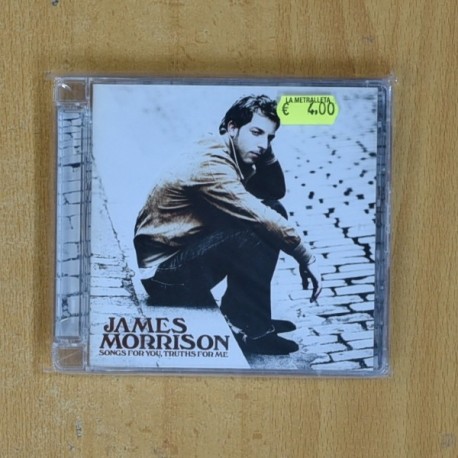 LA METRALLETA
€ 4,00
JAMES
MORRISON
SONGS FOR YOU, TRUTHS FOR ME